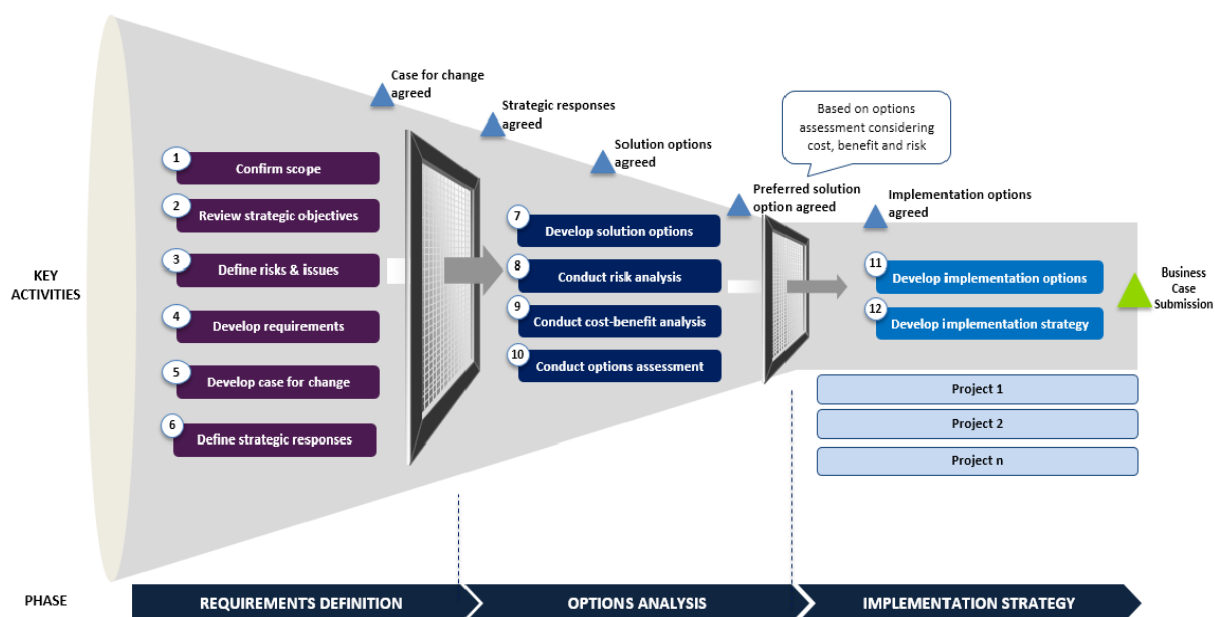 Case for change
agreed
Strategic responses
agreed
Solution options
agreed
Based on options
assessment considering
cost, benefit and risk
Preferred solution
option agreed
Implementation options
agreed
KEY
ACTIVITIES
1
Confirm scope
2
Review strategic objectives
3
Define risks & issues
4
Develop requirements
5
Develop case for change
6
Define strategic responses
7
Develop solution options
8
Conduct risk analysis
9
Conduct cost-benefit analysis
10
Conduct options assessment
11
Develop implementation options
12
Develop implementation strategy
Business
Case
Submission
Project 1
Project 2
Project n
PHASE
REQUIREMENTS DEFINITION
OPTIONS ANALYSIS
IMPLEMENTATION STRATEGY